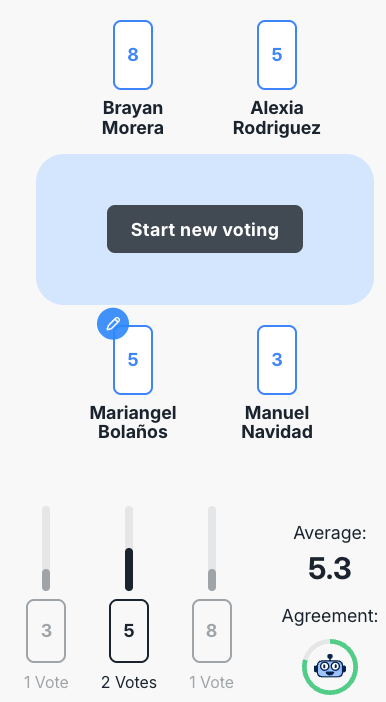 8
5
Brayan
Morera
Alexia
Rodriguez
Start new voting
5
3
Mariangel
Bolaños
Manuel
Navidad
Average:
5.3
Agreement:
3
5
8
1 Vote
2 Votes
1 Vote